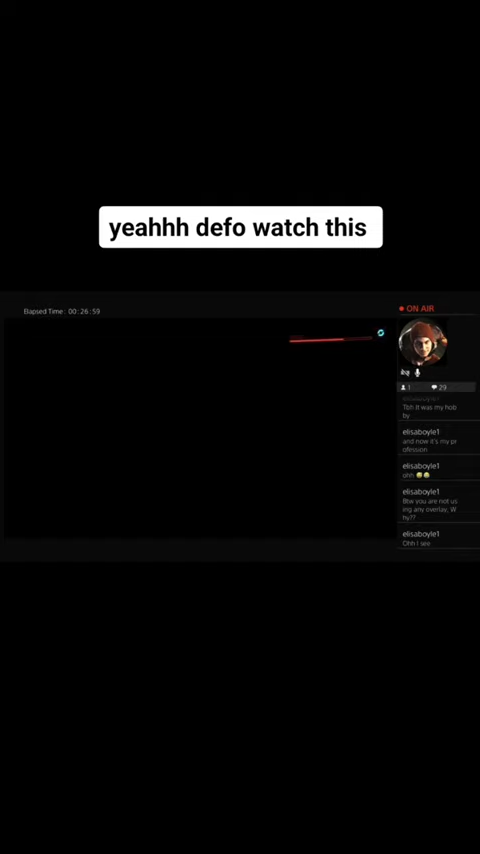 yeahhh defo watch this
Elapsed Time : 00:26:59
ON AIR
1 29
elisaboyle1
Tbh It was my hob
by
elisaboyle1
and now it's my pr
ofession
elisaboyle1
ohh 🤣😂
elisaboyle1
Btw you are not us
ing any overlay, W
hy??
elisaboyle1
Ohh I see